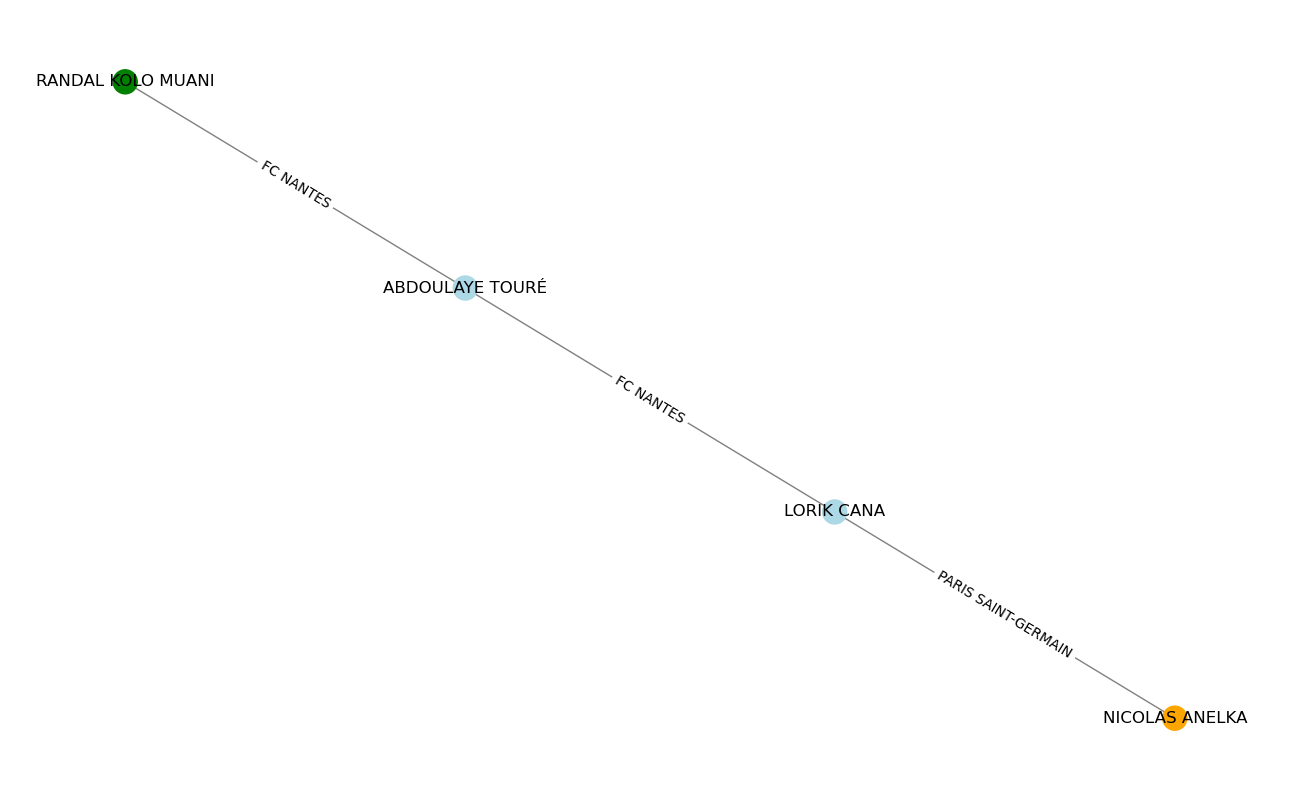 RANDAL KOLO MUANI
FC NANTES
ABDOULAYE TOURÉ
FC NANTES
LORIK CANA
PARIS SAINT-GERMAIN
NICOLAS ANELKA